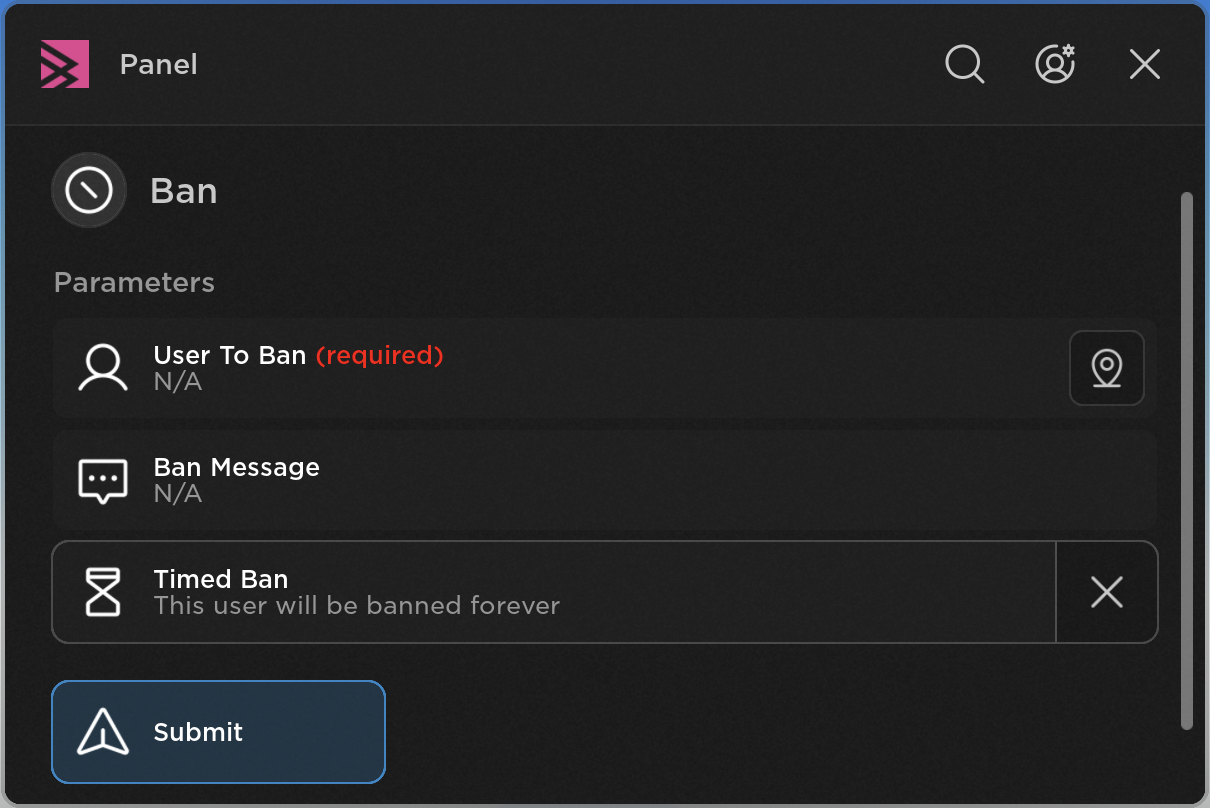 Panel
Ban
Parameters
User To Ban (required)
N/A
Ban Message
N/A
Timed Ban
This user will be banned forever
Submit